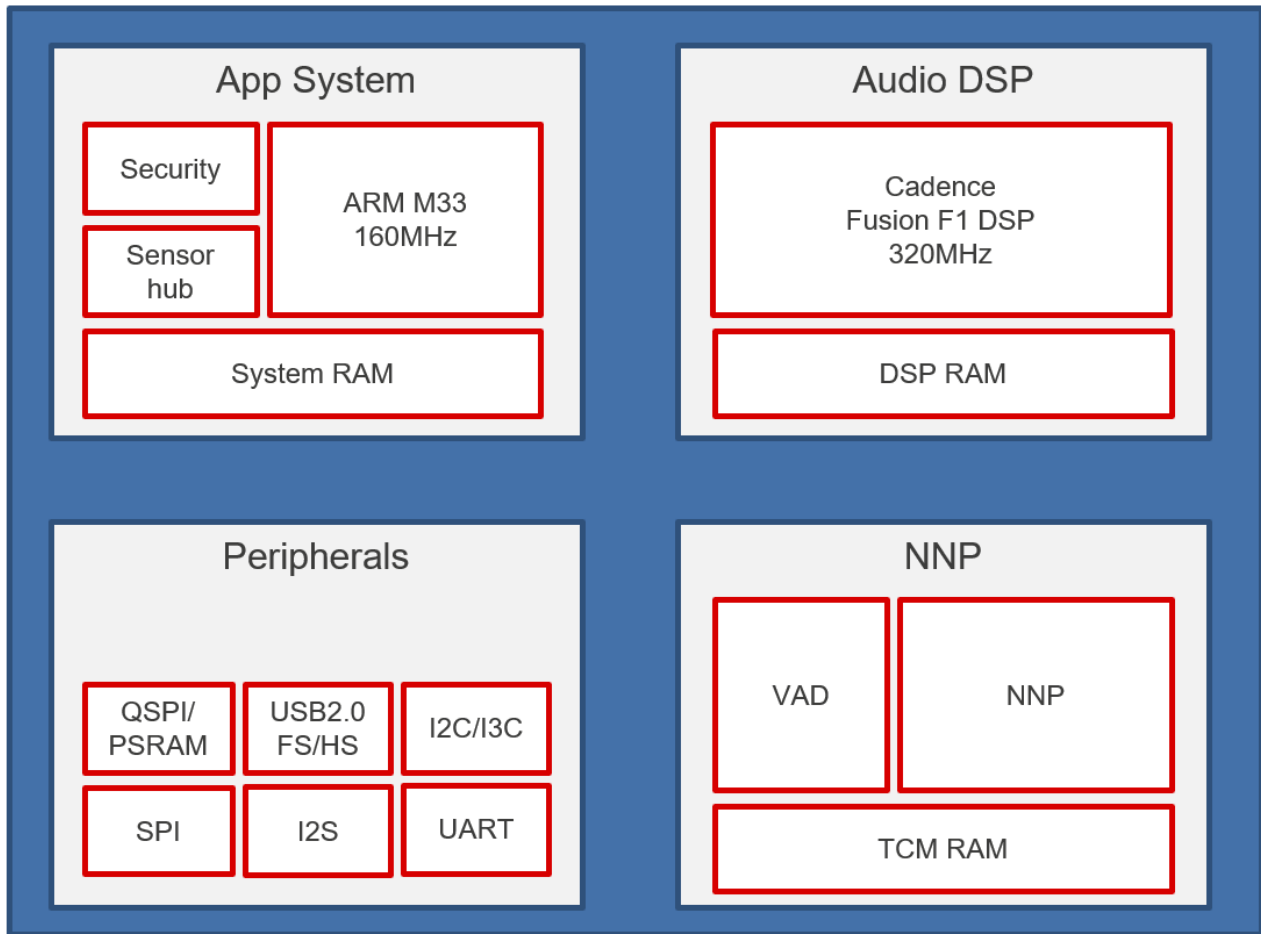 App System
Security
ARM M33
160MHz
Sensor
hub
System RAM
Audio DSP
Cadence
Fusion F1 DSP
320MHz
DSP RAM
Peripherals
QSPI/
PSRAM
USB2.0
FS/HS
I2C/I3C
SPI
I2S
UART
NNP
VAD
NNP
TCM RAM